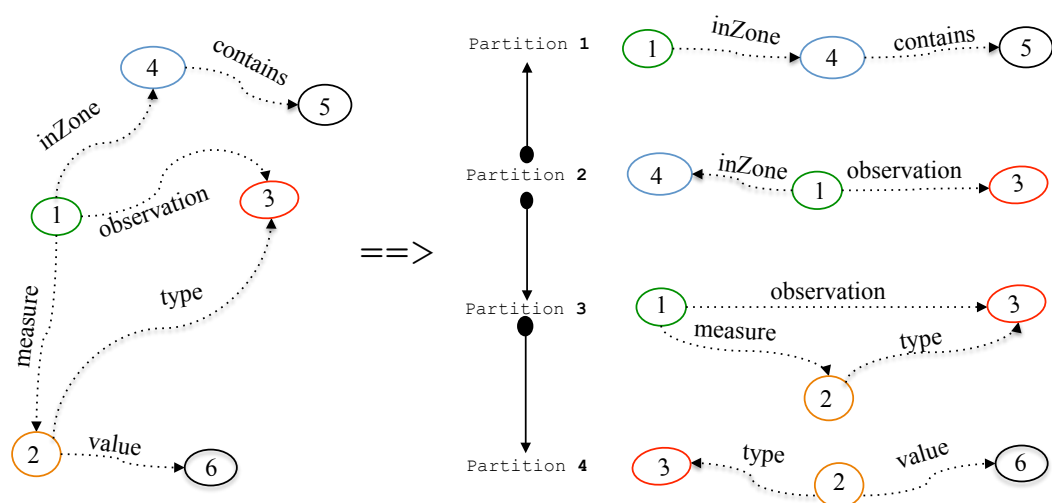 4
contains
5
inZone
1
observation
3
measure
type
2
value
6
==>
Partition 1
1
inZone
4
contains
5
Partition 2
4
inZone
1
observation
3
Partition 3
1
observation
3
measure
type
2
Partition 4
3
type
2
value
6